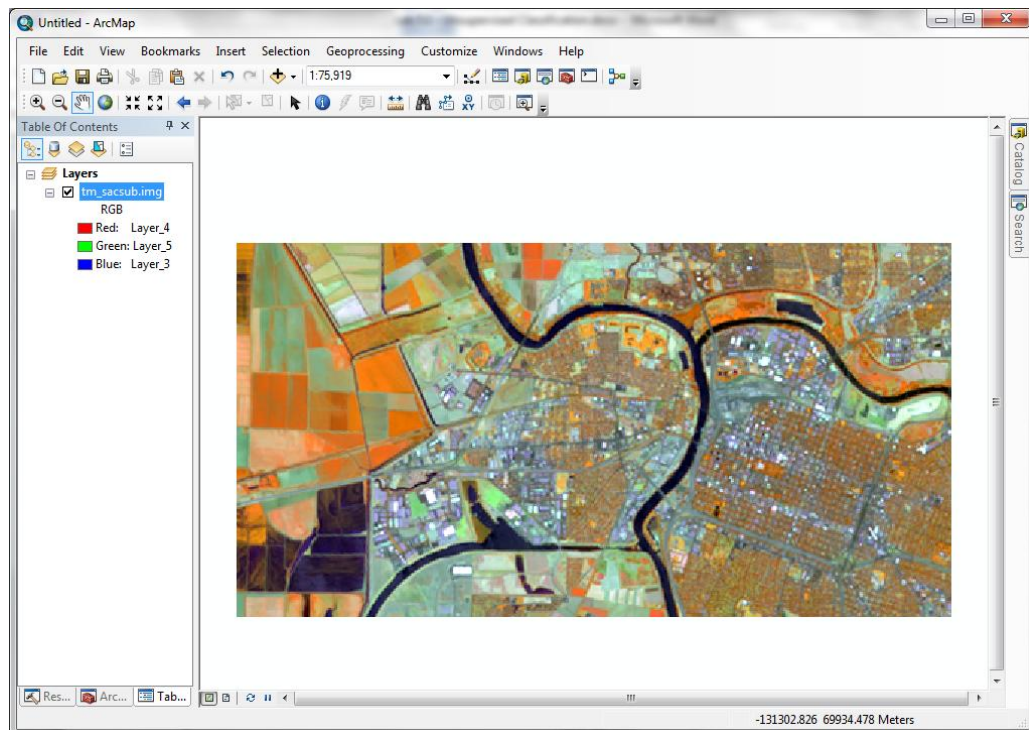 Untitled - ArcMap
File Edit View Bookmarks Insert Selection Geoprocessing Customize Windows Help
1:75,919
Table Of Contents
Layers
tm_sacsub.img
RGB
Red: Layer_4
Green: Layer_5
Blue: Layer_3
Catalog
Search
Res... Arc... Tab...
-131302.826 69934.478 Meters